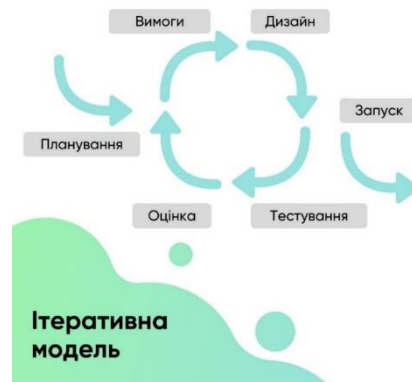 Вимоги
Дизайн
Запуск
Планування
Оцінка
Тестування
Ітеративна
модель